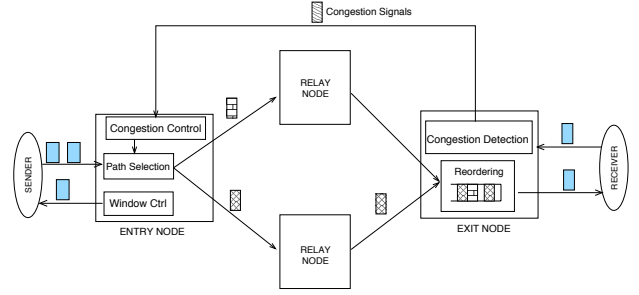 Congestion Signals
RELAY
NODE
Congestion Control
Path Selection
Window Ctrl
ENTRY NODE
SENDER
Congestion Detection
Reordering
EXIT NODE
RECEIVER
RELAY
NODE